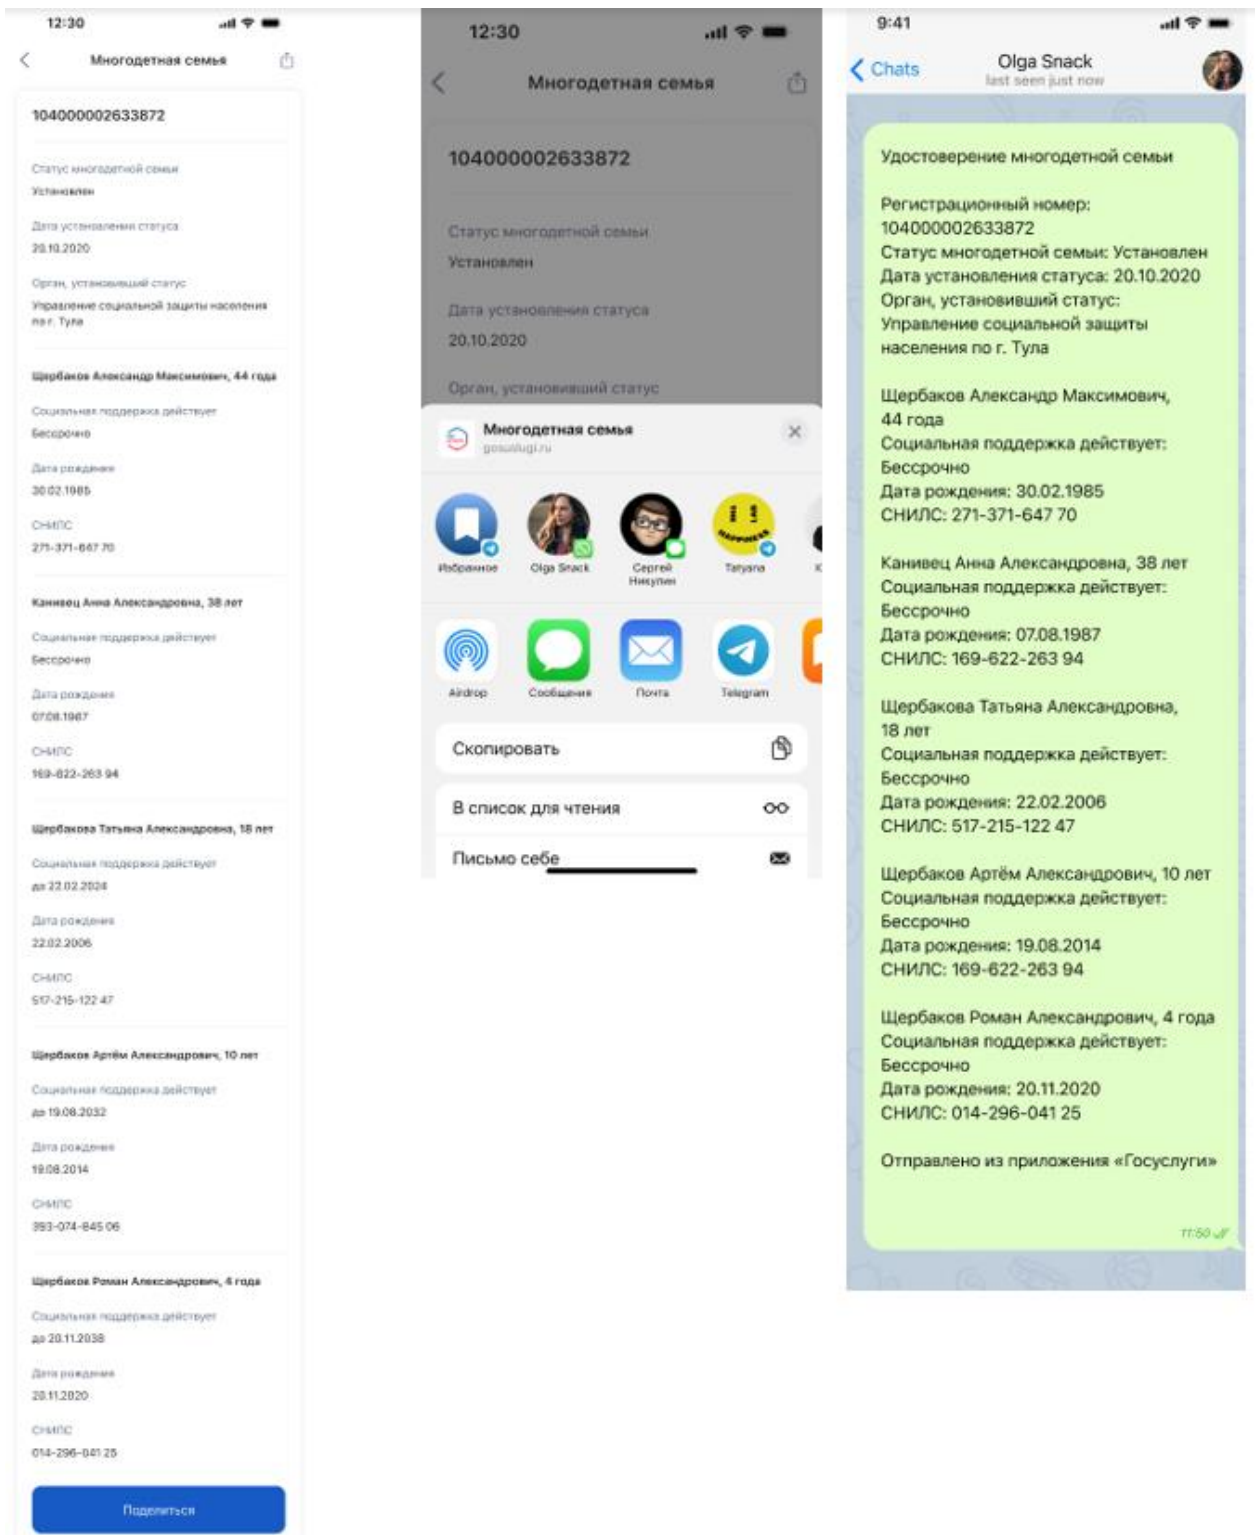 12:30
Многодетная семья
104000002633872
Статус многодетной семьи
Установлен
Дата установления статуса
20.10.2020
Орган, установивший статус
Управление социальной защиты населения
по г. Тула
Щербаков Александр Максимович, 44 года
Социальная поддержка действует
Бессрочно
Дата рождения
30.02.1985
СНИЛС
271-371-647 70
Канивец Анна Александровна, 38 лет
Социальная поддержка действует
Бессрочно
Дата рождения
07.08.1987
СНИЛС
169-622-263 94
Щербакова Татьяна Александровна, 18 лет
Социальная поддержка действует
до 22.02.2024
Дата рождения
22.02.2006
СНИЛС
517-215-122 47
Щербаков Артём Александрович, 10 лет
Социальная поддержка действует
до 19.08.2032
Дата рождения
19.08.2014
СНИЛС
393-074-845 06
Щербаков Роман Александрович, 4 года
Социальная поддержка действует
до 20.11.2038
Дата рождения
20.11.2020
СНИЛС
014-296-041 25
Поделиться
12:30
Многодетная семья
104000002633872
Статус многодетной семьи
Установлен
Дата установления статуса
20.10.2020
Орган, установивший статус
Многодетная семья
gosuslugi.ru
Избранное
Olga Snack
Сергей
Никулин
Tatyana
Airdrop
Сообщения
Почта
Telegram
Скопировать
В список для чтения
Письмо себе
9:41
Chats
Olga Snack
last seen just now
Удостоверение многодетной семьи
Регистрационный номер:
104000002633872
Статус многодетной семьи: Установлен
Дата установления статуса: 20.10.2020
Орган, установивший статус:
Управление социальной защиты
населения по г. Тула
Щербаков Александр Максимович,
44 года
Социальная поддержка действует:
Бессрочно
Дата рождения: 30.02.1985
СНИЛС: 271-371-647 70
Канивец Анна Александровна, 38 лет
Социальная поддержка действует:
Бессрочно
Дата рождения: 07.08.1987
СНИЛС: 169-622-263 94
Щербакова Татьяна Александровна,
18 лет
Социальная поддержка действует:
Бессрочно
Дата рождения: 22.02.2006
СНИЛС: 517-215-122 47
Щербаков Артём Александрович, 10 лет
Социальная поддержка действует:
Бессрочно
Дата рождения: 19.08.2014
СНИЛС: 169-622-263 94
Щербаков Роман Александрович, 4 года
Социальная поддержка действует:
Бессрочно
Дата рождения: 20.11.2020
СНИЛС: 014-296-041 25
Отправлено из приложения «Госуслуги»
11:50